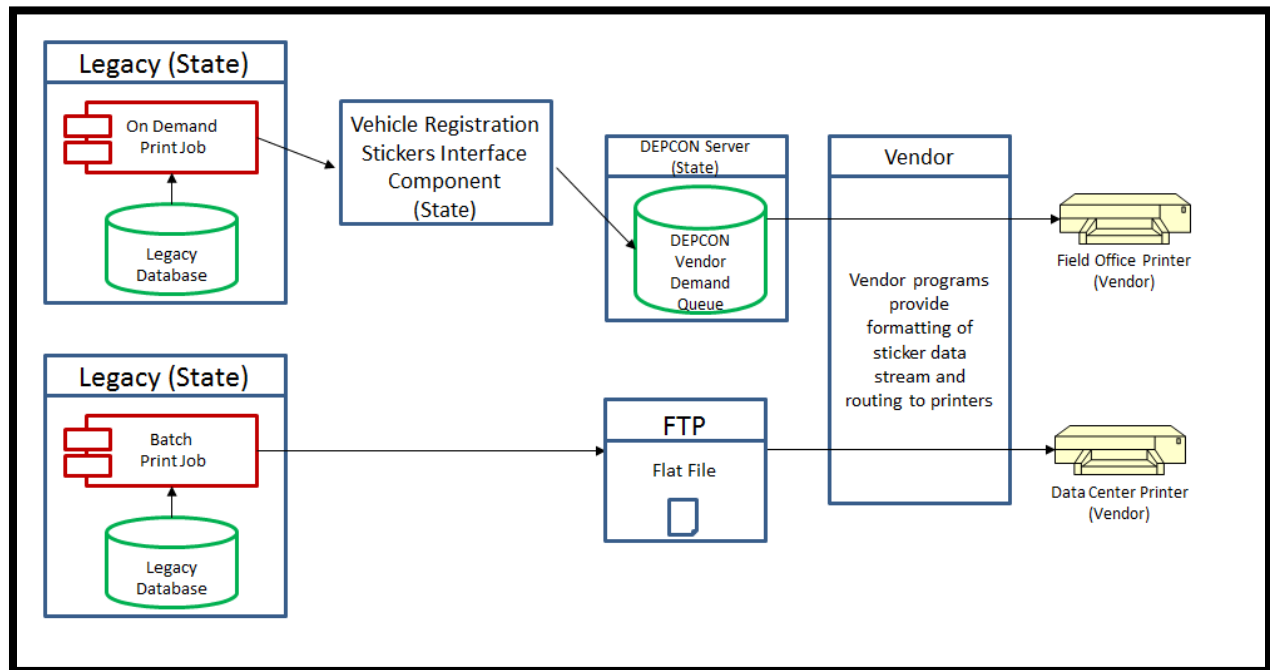 Legacy (State)
On Demand
Print Job
Legacy
Database
Vehicle Registration
Stickers Interface
Component
(State)
DEPCON Server
(State)
DEPCON
Vendor
Demand
Queue
Vendor
Vendor programs
provide
formatting of
sticker data
stream and
routing to printers
Field Office Printer
(Vendor)
Legacy (State)
Batch
Print Job
Legacy
Database
FTP
Flat File
Data Center Printer
(Vendor)